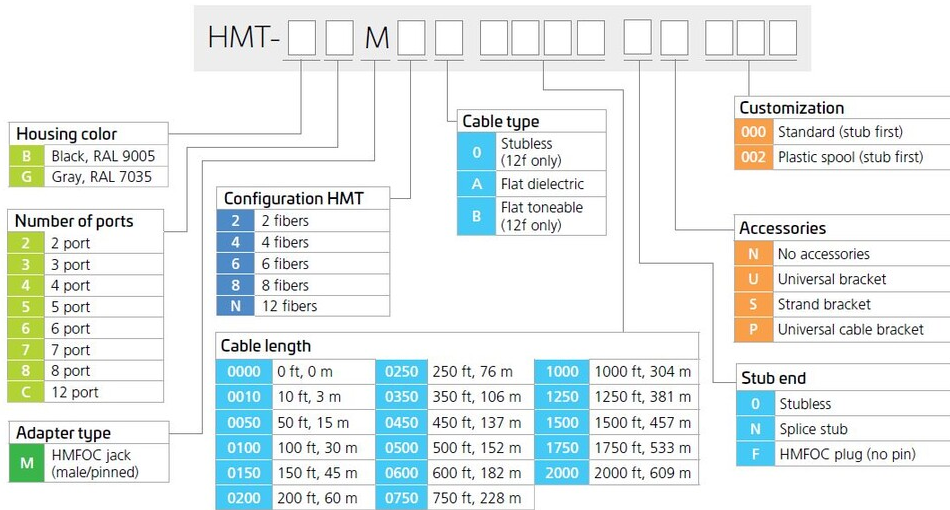 HMT- M
Housing color
B Black, RAL 9005
G Gray, RAL 7035
Number of ports
2 2 port
3 3 port
4 4 port
5 5 port
6 6 port
7 7 port
8 8 port
C 12 port
Adapter type
M HMFOC jack
(male/pinned)
Configuration HMT
2 2 fibers
4 4 fibers
6 6 fibers
8 8 fibers
N 12 fibers
Cable type
0 Stubless
(12f only)
A Flat dielectric
B Flat toneable
(12f only)
Cable length
0000 0 ft, 0 m 0250 250 ft, 76 m 1000 1000 ft, 304 m
0010 10 ft, 3 m 0350 350 ft, 106 m 1250 1250 ft, 381 m
0050 50 ft, 15 m 0450 450 ft, 137 m 1500 1500 ft, 457 m
0100 100 ft, 30 m 0500 500 ft, 152 m 1750 1750 ft, 533 m
0150 150 ft, 45 m 0600 600 ft, 182 m 2000 2000 ft, 609 m
0200 200 ft, 60 m 0750 750 ft, 228 m
Customization
000 Standard (stub first)
002 Plastic spool (stub first)
Accessories
N No accessories
U Universal bracket
S Strand bracket
P Universal cable bracket
Stub end
0 Stubless
N Splice stub
F HMFOC plug (no pin)